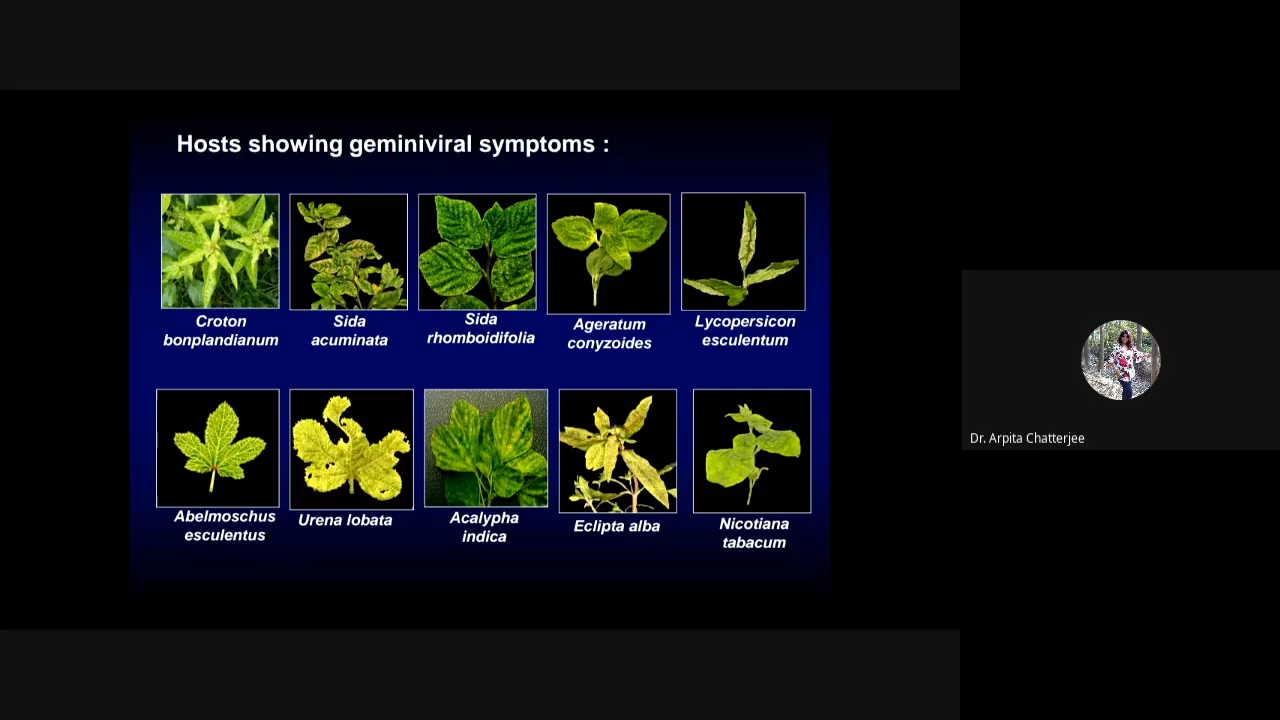 Hosts showing geminiviral symptoms :
Croton
bonplandianum
Sida
acuminata
Sida
rhomboidifolia
Ageratum
conyzoides
Lycopersicon
esculentum
Abelmoschus
esculentus
Urena lobata
Acalypha
indica
Eclipta alba
Nicotiana
tabacum
Dr. Arpita Chatterjee